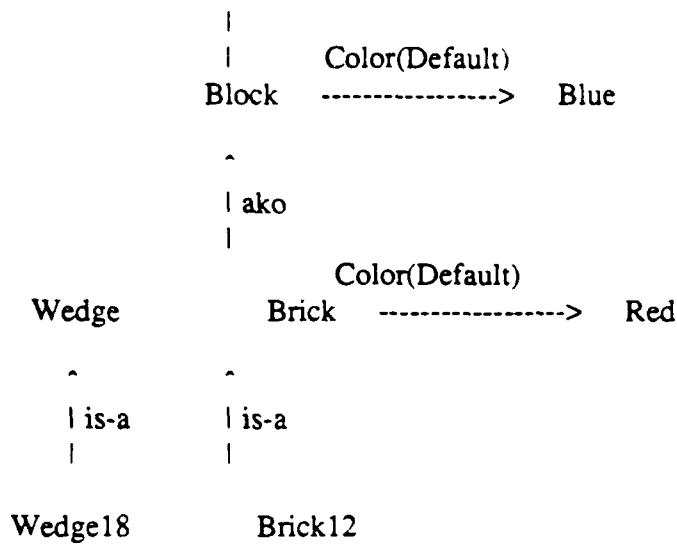 Color(Default)
Block -----------------> Blue
ako
Color(Default)
Wedge Brick ------------------> Red
is-a is-a
Wedge18 Brick12